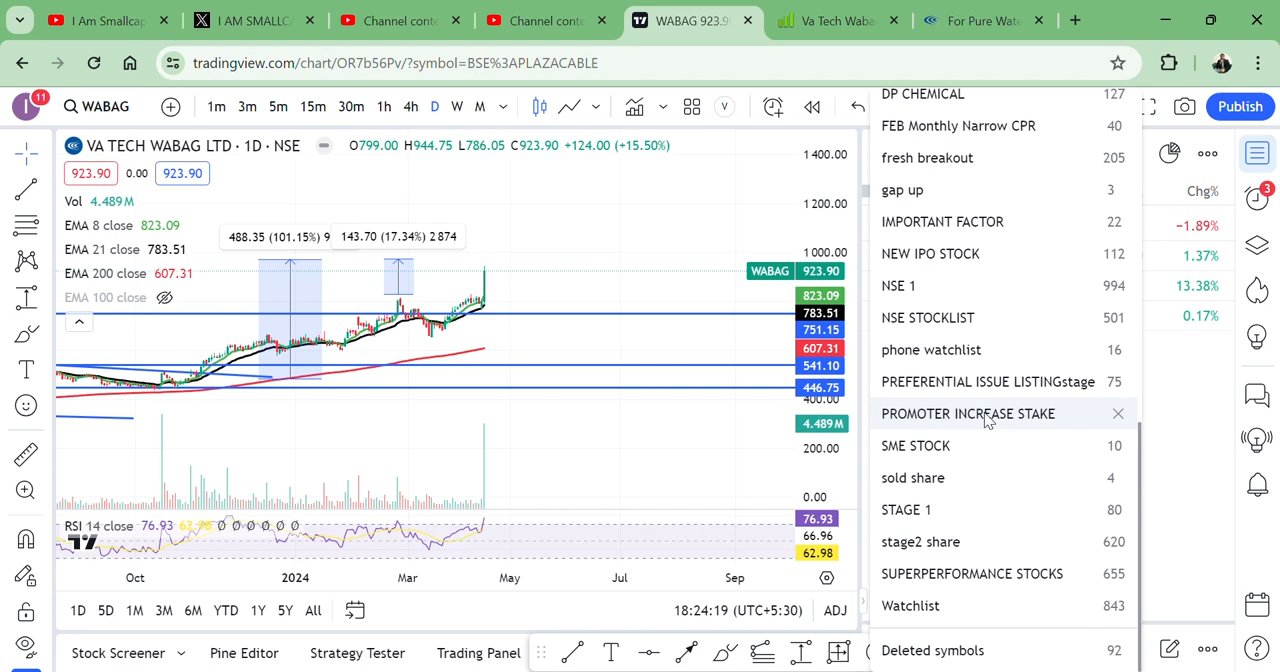 I Am Smallcap
I AM SMALLCA
Channel conte
Channel conte
WABAG 923.9
Va Tech Waba
For Pure Wate
tradingview.com/chart/OR7b56Pv/?symbol=BSE%3APLAZACABLE
I 11 WABAG 1m 3m 5m 15m 30m 1h 4h D W M V Publish
VA TECH WABAG LTD · 1D · NSE O799.00 H944.75 L786.05 C923.90 +124.00 (+15.50%)
923.90 0.00 923.90
Vol 4.489M
EMA 8 close 823.09
EMA 21 close 783.51
EMA 200 close 607.31
EMA 100 close
488.35 (101.15%) 9
143.70 (17.34%) 2 874
1 400.00
1 200.00
1 000.00
WABAG 923.90
823.09
783.51
751.15
607.31
541.10
446.75
400.00
4.489M
200.00
0.00
RSI 14 close 76.93 62.98 Ø Ø Ø Ø Ø Ø
76.93
66.96
62.98
Oct 2024 Mar May Jul Sep
1D 5D 1M 3M 6M YTD 1Y 5Y All 18:24:19 (UTC+5:30) ADJ
Stock Screener Pine Editor Strategy Tester Trading Panel
DP CHEMICAL 127
FEB Monthly Narrow CPR 40
fresh breakout 205
gap up 3
IMPORTANT FACTOR 22
NEW IPO STOCK 112
NSE 1 994
NSE STOCKLIST 501
phone watchlist 16
PREFERENTIAL ISSUE LISTINGstage 75
PROMOTER INCREASE STAKE
SME STOCK 10
sold share 4
STAGE 1 80
stage2 share 620
SUPERPERFORMANCE STOCKS 655
Watchlist 843
Deleted symbols 92
Chg%
−1.89%
1.37%
13.38%
0.17%
3